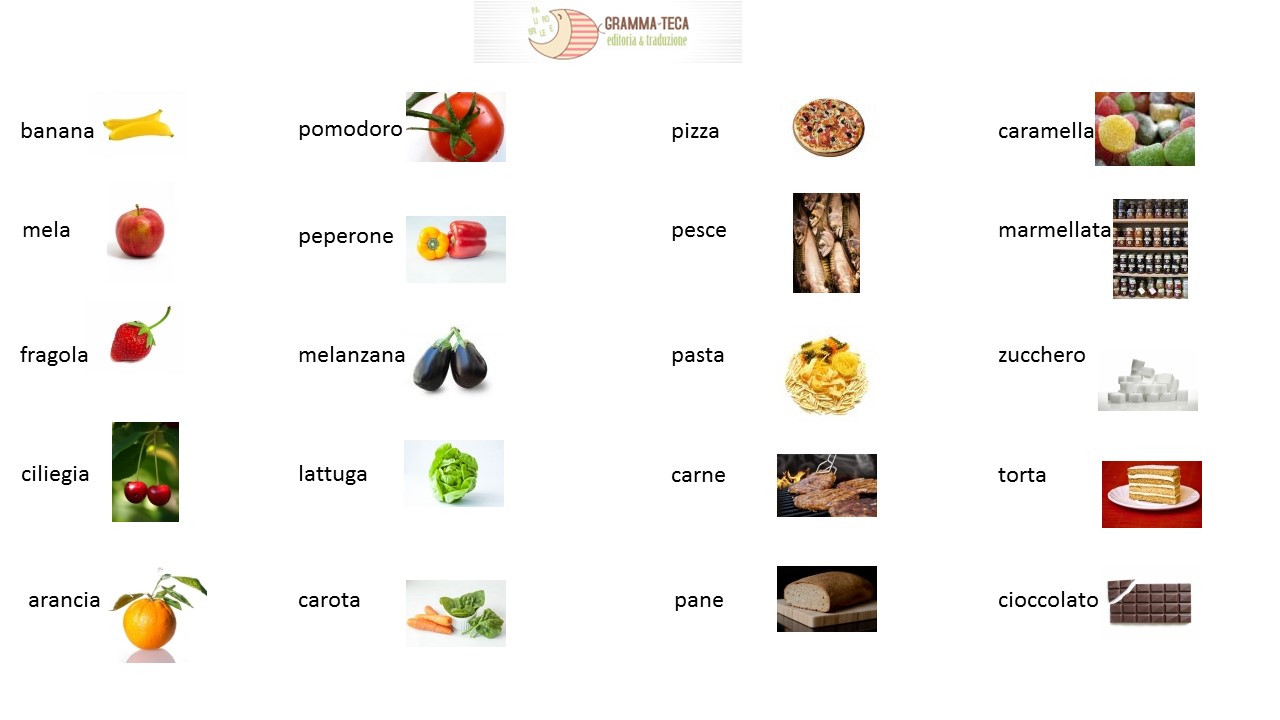 GRAMMA-TECA
editoria & traduzione
banana
pomodoro
pizza
caramella
mela
peperone
pesce
marmellata
fragola
melanzana
pasta
zucchero
ciliegia
lattuga
carne
torta
arancia
carota
pane
cioccolato